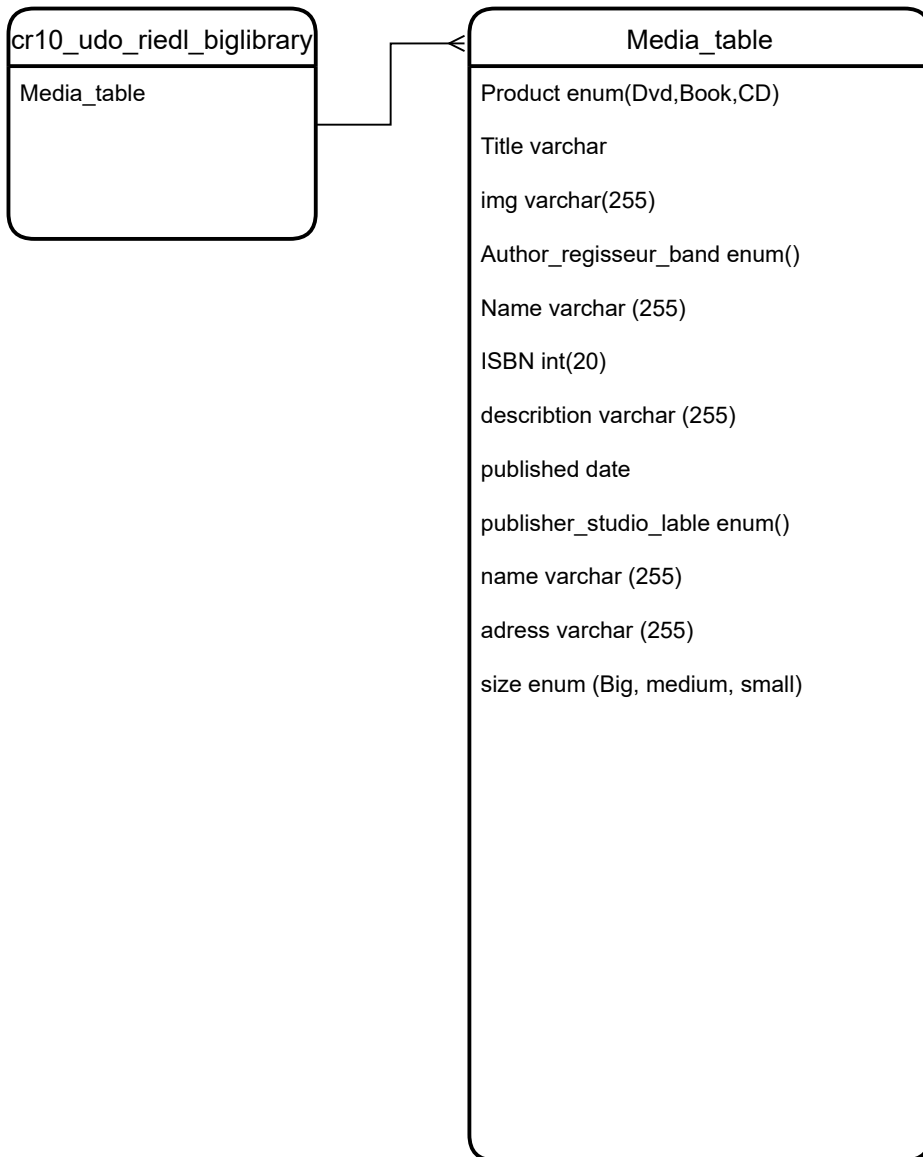 cr10_udo_riedl_biglibrary
Media_table
Media_table
Product enum(Dvd,Book,CD)
Title varchar
img varchar(255)
Author_regisseur_band enum()
Name varchar (255)
ISBN int(20)
describtion varchar (255)
published date
publisher_studio_lable enum()
name varchar (255)
adress varchar (255)
size enum (Big, medium, small)